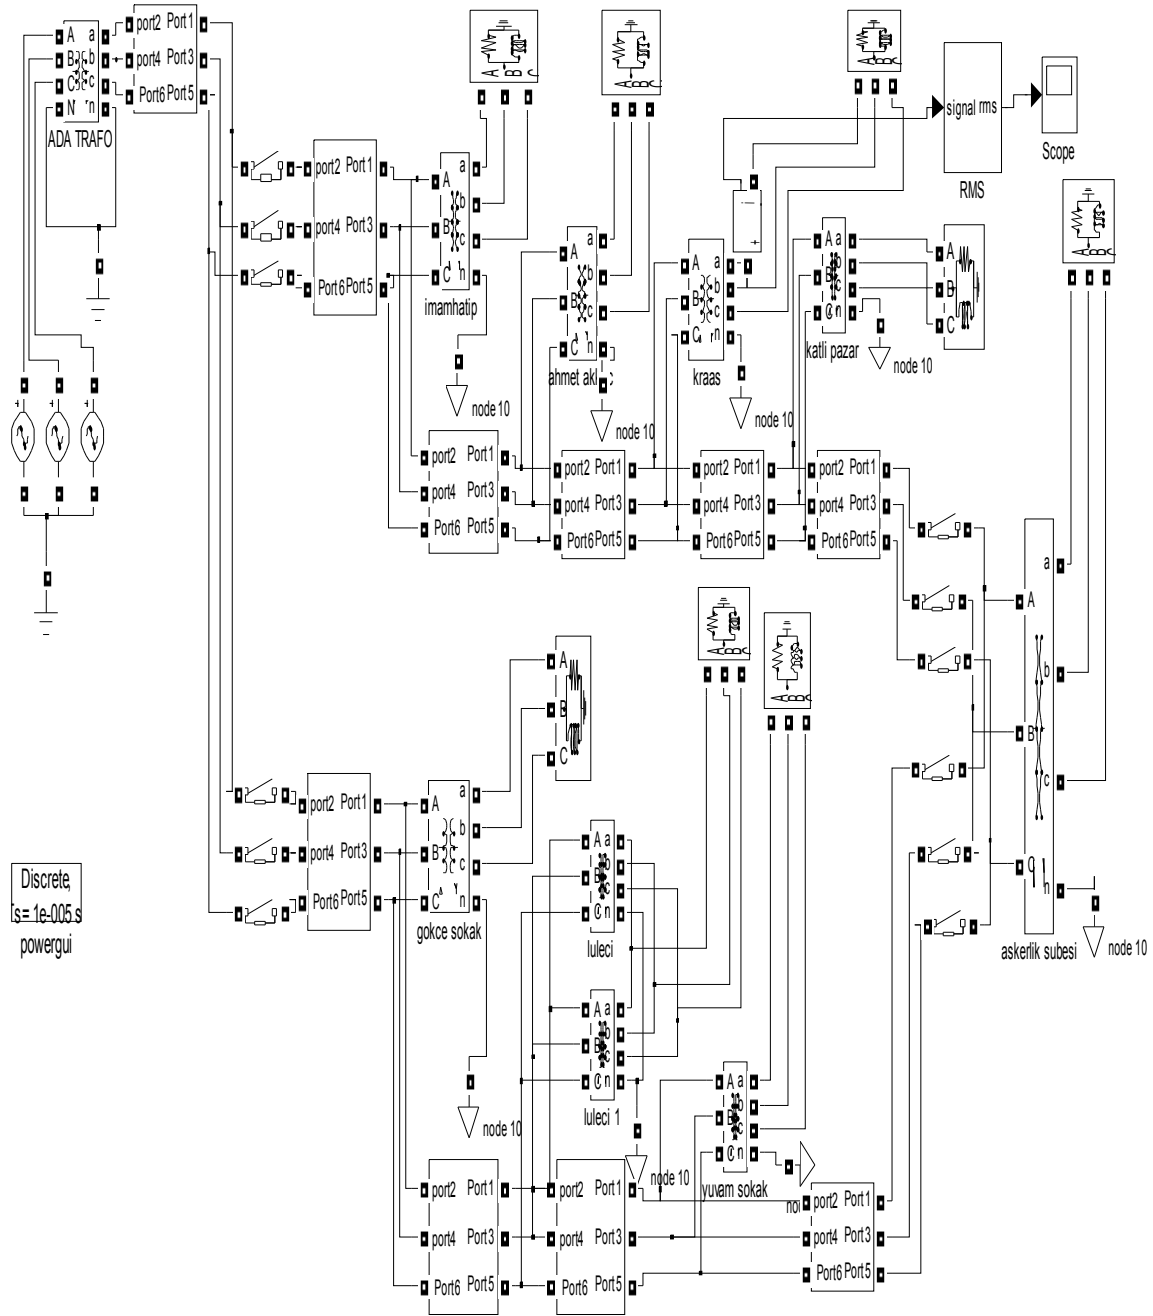 A a
B b
C c
N n
ADA TRAFO
port2 Port1
port4 Port3
Port6 Port5
A B C
A B C
A B C
signal rms
RMS
Scope
port2 Port1
port4 Port3
Port6 Port5
A a
B b
C c
n
imamhatip
A a
B b
c
C n
ahmet akl
A a
B b
c
C n
kraas
i
+
A a
B b
c
C n
katli pazar
A
B
C
A B C
node 10
node 10
node 10
node 10
port2 Port1
port4 Port3
Port6 Port5
port2 Port1
port4 Port3
Port6 Port5
port2 Port1
port4 Port3
Port6 Port5
port2 Port1
port4 Port3
Port6 Port5
+
+
+
a
A
b
B
c
n
askerlik subesi
node 10
A B C
A B C
A
B
C
port2 Port1
port4 Port3
Port6 Port5
A a
b
B
c
C n
gokce sokak
node 10
A a
B b
c
C n
luleci
A a
B b
c
C n
luleci 1
node 10
A a
B b
c
C n
yuvam sokak
Discrete,
s = 1e-005 s
powergui
port2 Port1
port4 Port3
Port6 Port5
port2 Port1
port4 Port3
Port6 Port5
port2 Port1
port4 Port3
Port6 Port5